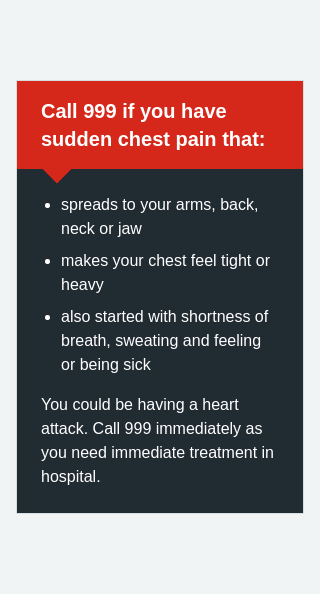 Call 999 if you have
sudden chest pain that:
• spreads to your arms, back,
neck or jaw
• makes your chest feel tight or
heavy
• also started with shortness of
breath, sweating and feeling
or being sick
You could be having a heart
attack. Call 999 immediately as
you need immediate treatment in
hospital.